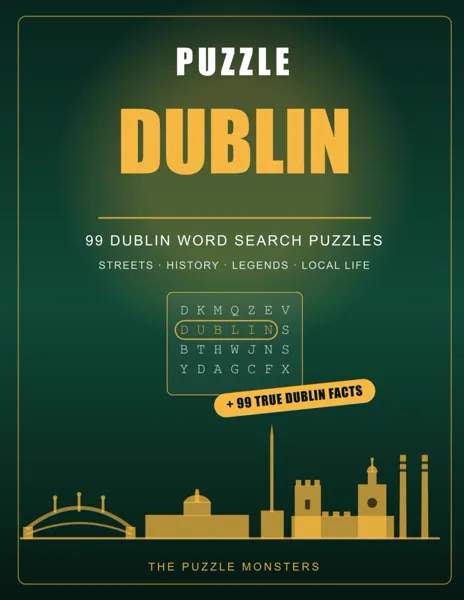 PUZZLE
DUBLIN
99 DUBLIN WORD SEARCH PUZZLES
STREETS · HISTORY · LEGENDS · LOCAL LIFE
D K M Q Z E V
D U B L I N S
B T H W J N S
Y D A G C F X
+ 99 TRUE DUBLIN FACTS
THE PUZZLE MONSTERS